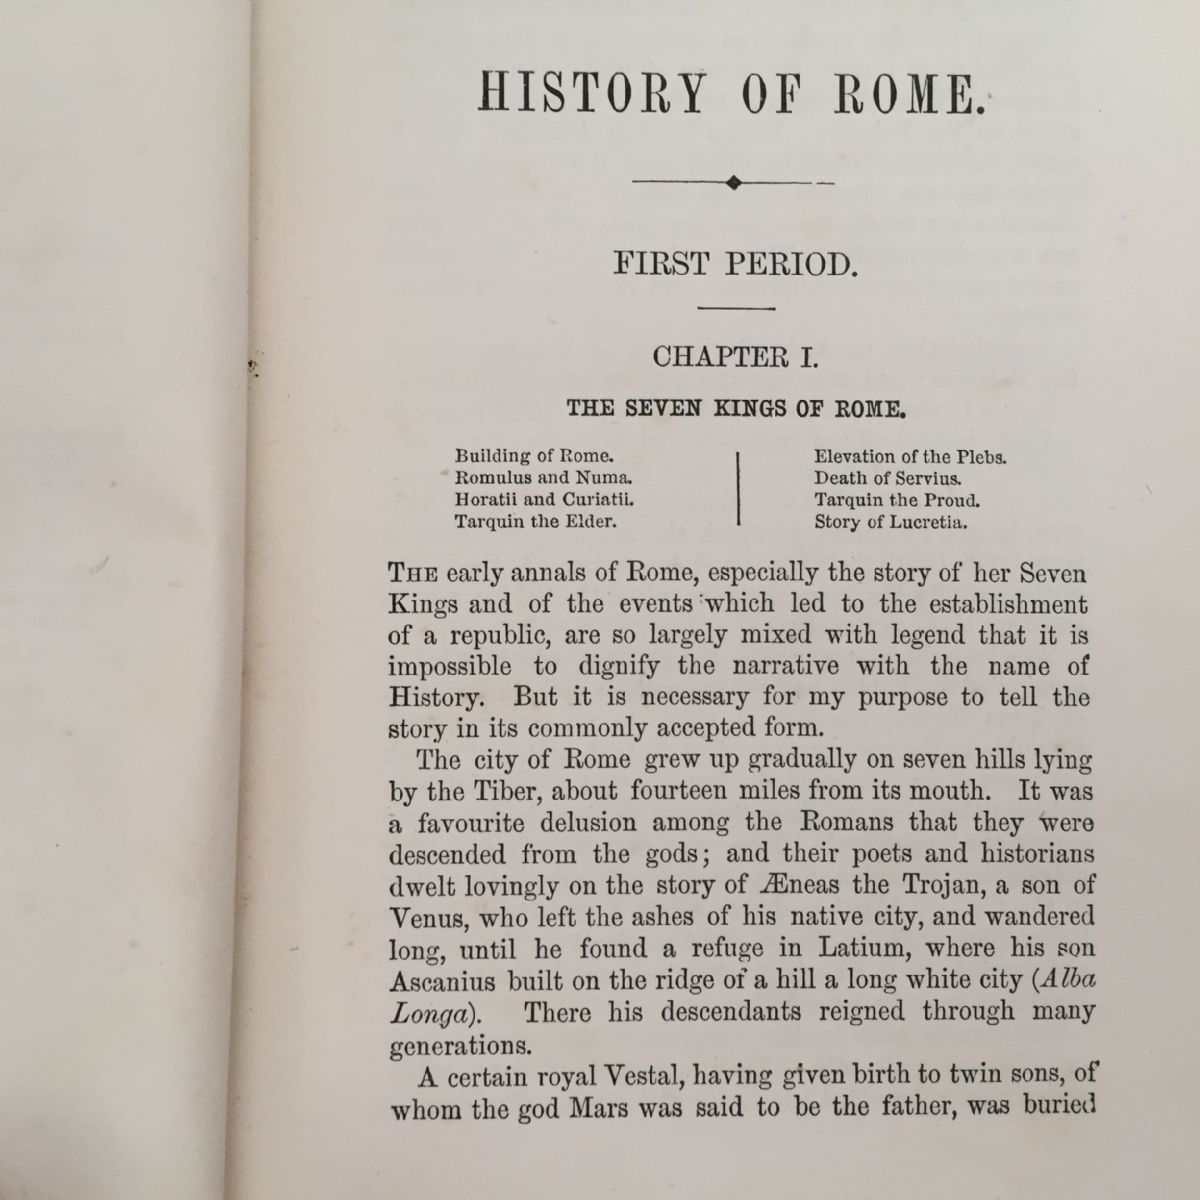 HISTORY OF ROME.
FIRST PERIOD.
CHAPTER I.
THE SEVEN KINGS OF ROME.
Building of Rome.
Romulus and Numa.
Horatii and Curiatii.
Tarquin the Elder.
Elevation of the Plebs.
Death of Servius.
Tarquin the Proud.
Story of Lucretia.
THE early annals of Rome, especially the story of her Seven
Kings and of the events which led to the establishment
of a republic, are so largely mixed with legend that it is
impossible to dignify the narrative with the name of
History. But it is necessary for my purpose to tell the
story in its commonly accepted form.
The city of Rome grew up gradually on seven hills lying
by the Tiber, about fourteen miles from its mouth. It was
a favourite delusion among the Romans that they were
descended from the gods; and their poets and historians
dwelt lovingly on the story of Æneas the Trojan, a son of
Venus, who left the ashes of his native city, and wandered
long, until he found a refuge in Latium, where his son
Ascanius built on the ridge of a hill a long white city (Alba
Longa). There his descendants reigned through many
generations.
A certain royal Vestal, having given birth to twin sons, of
whom the god Mars was said to be the father, was buried